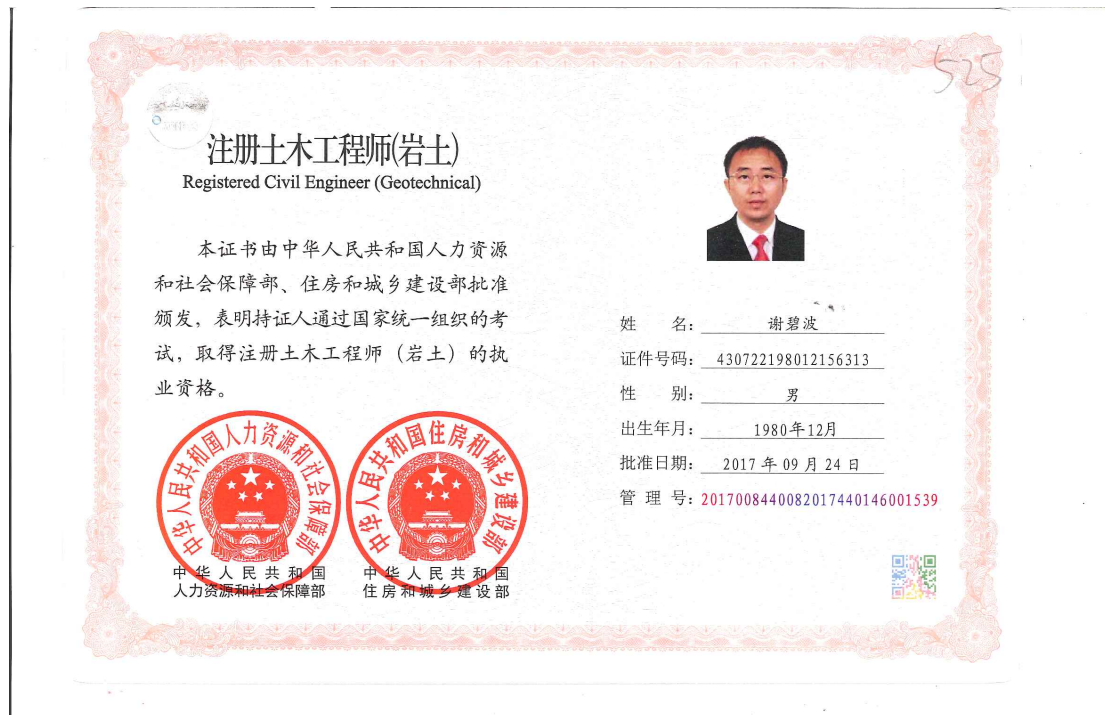 525
注册土木工程师(岩土)
Registered Civil Engineer (Geotechnical)
本证书由中华人民共和国人力资源
和社会保障部、住房和城乡建设部批准
颁发，表明持证人通过国家统一组织的考
试，取得注册土木工程师（岩土）的执
业资格。
中华人民共和国人力资源和社会保障部
中华人民共和国住房和城乡建设部
中华人民共和国
人力资源和社会保障部
中华人民共和国
住房和城乡建设部
姓 名：谢碧波
证件号码：430722198012156313
性 别：男
出生年月：1980年12月
批准日期：2017年09月24日
管 理 号：2017008440082017440146001539